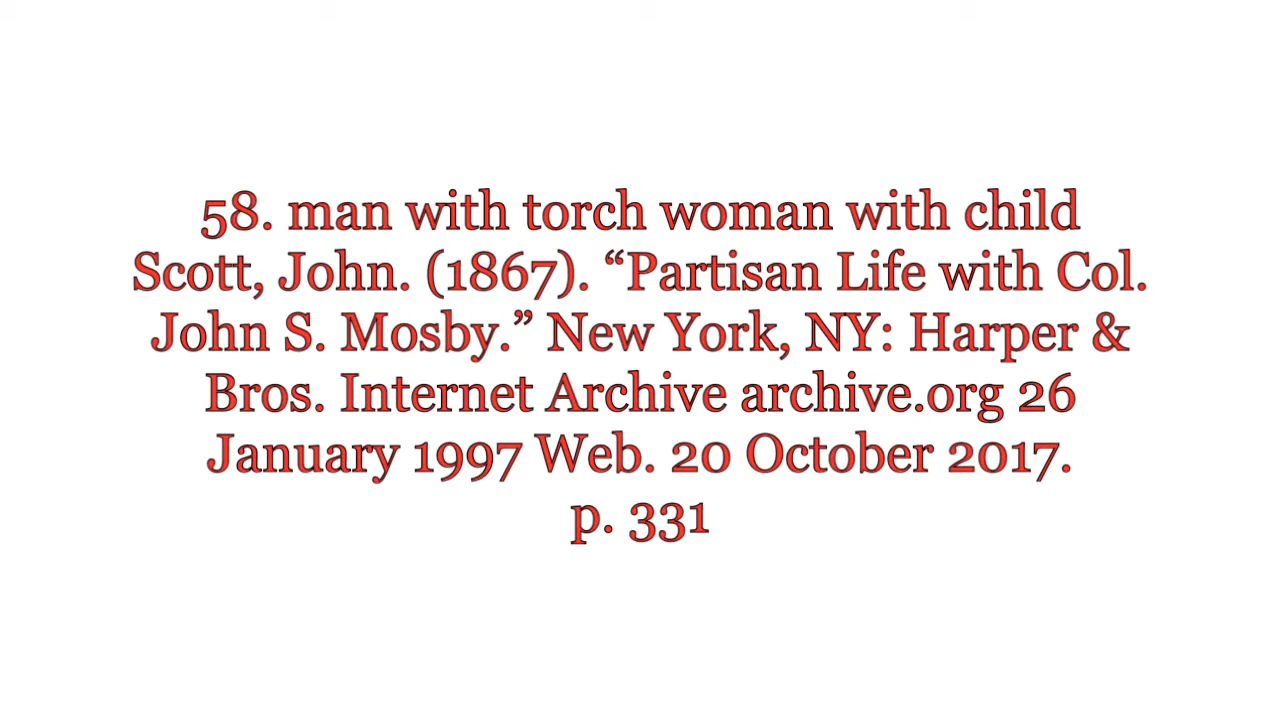 58. man with torch woman with child
Scott, John. (1867). “Partisan Life with Col.
John S. Mosby.” New York, NY: Harper &
Bros. Internet Archive archive.org 26
January 1997 Web. 20 October 2017.
p. 331